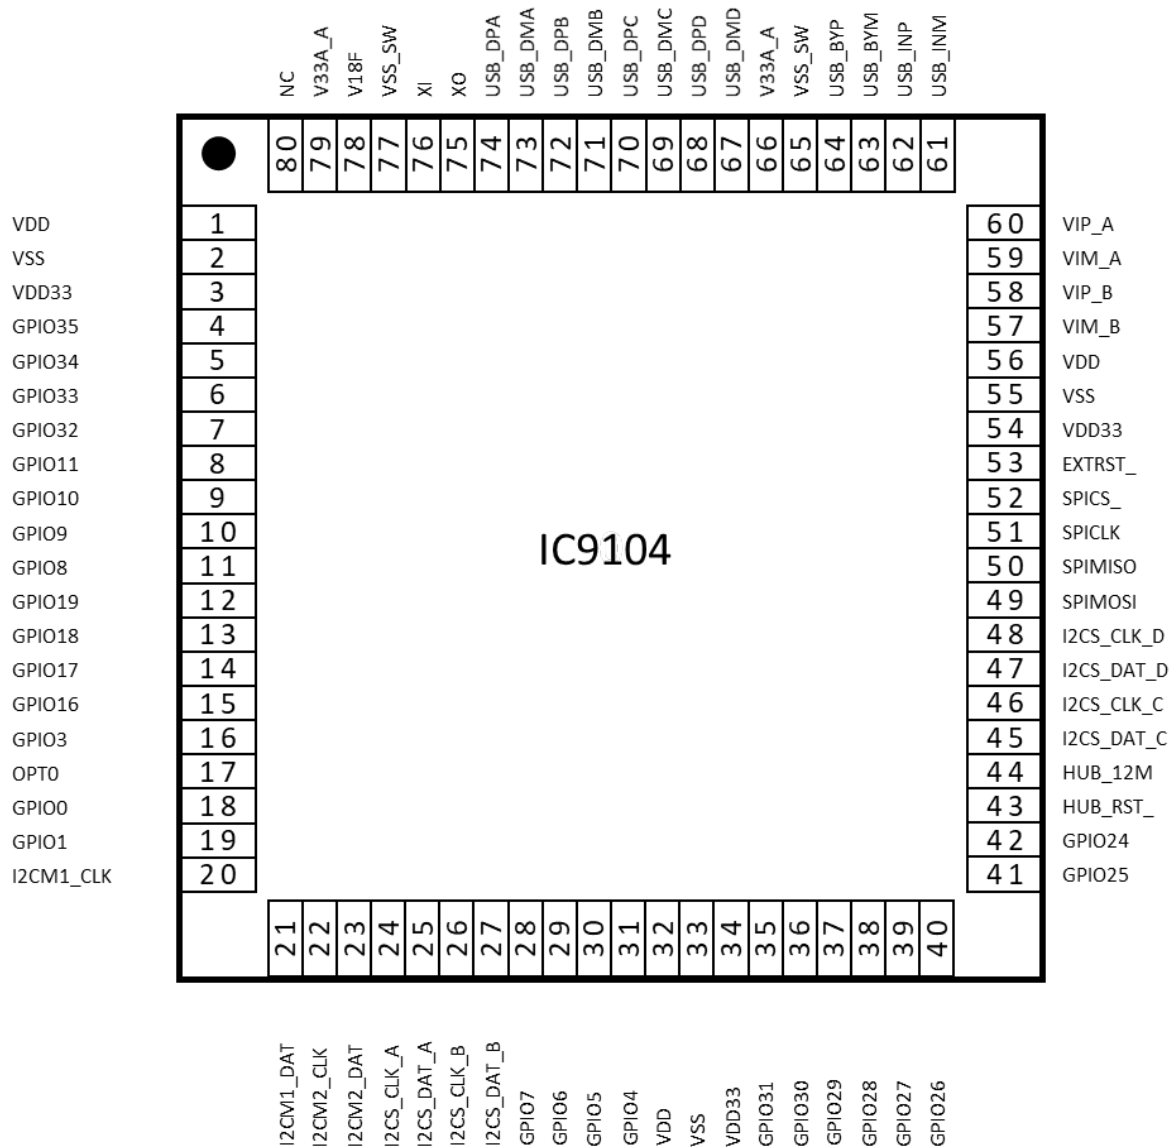 NC
V33A_A
V18F
VSS_SW
XI
XO
USB_DPA
USB_DMA
USB_DPB
USB_DMB
USB_DPC
USB_DMC
USB_DPD
USB_DMD
V33A_A
VSS_SW
USB_BYP
USB_BYM
USB_INP
USB_INM
80
79
78
77
76
75
74
73
72
71
70
69
68
67
66
65
64
63
62
61
VDD 1
VSS 2
VDD33 3
GPIO35 4
GPIO34 5
GPIO33 6
GPIO32 7
GPIO11 8
GPIO10 9
GPIO9 10
GPIO8 11
GPIO19 12
GPIO18 13
GPIO17 14
GPIO16 15
GPIO3 16
OPT0 17
GPIO0 18
GPIO1 19
I2CM1_CLK 20
IC9104
60 VIP_A
59 VIM_A
58 VIP_B
57 VIM_B
56 VDD
55 VSS
54 VDD33
53 EXTRST_
52 SPICS_
51 SPICLK
50 SPIMISO
49 SPIMOSI
48 I2CS_CLK_D
47 I2CS_DAT_D
46 I2CS_CLK_C
45 I2CS_DAT_C
44 HUB_12M
43 HUB_RST_
42 GPIO24
41 GPIO25
21
22
23
24
25
26
27
28
29
30
31
32
33
34
35
36
37
38
39
40
I2CM1_DAT
I2CM2_CLK
I2CM2_DAT
I2CS_CLK_A
I2CS_DAT_A
I2CS_CLK_B
I2CS_DAT_B
GPIO7
GPIO6
GPIO5
GPIO4
VDD
VSS
VDD33
GPIO31
GPIO30
GPIO29
GPIO28
GPIO27
GPIO26